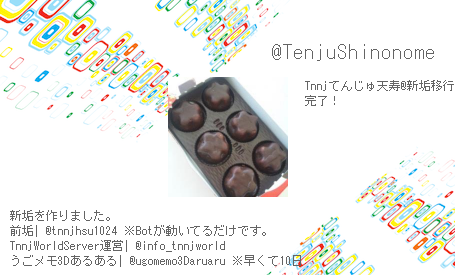 @TenjuShinonome
Tnnjてんじゅ天寿@新垢移行
完了！
新垢を作りました。
前垢| @tnnjhsu1024 ※Botが動いてるだけです。
TnnjWorldServer運営| @info_tnnjworld
うごメモ3Dあるある| @ugomemo3Daruaru ※早くて10日